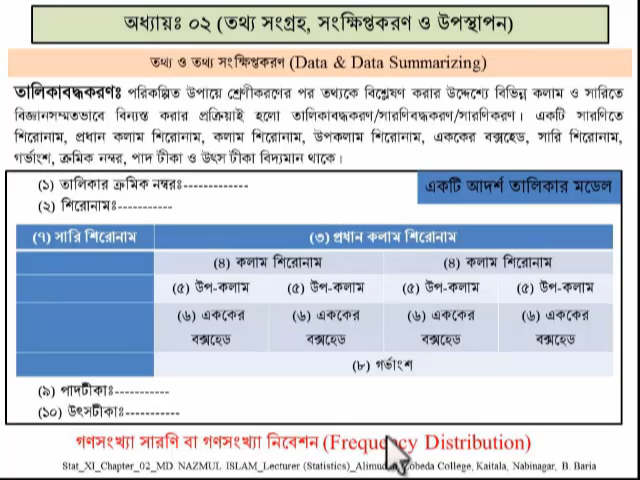 অধ্যায়ঃ ০২ (তথ্য সংগ্রহ, সংক্ষিপ্তকরণ ও উপস্থাপন)
তথ্য ও তথ্য সংক্ষিপ্তকরণ (Data & Data Summarizing)
তালিকাবদ্ধকরণঃ পরিকল্পিত উপায়ে শ্রেণীকরণের পর তথ্যকে বিশ্লেষণ করার উদ্দেশ্যে বিভিন্ন কলাম ও সারিতে
বিজ্ঞানসম্মতভাবে বিন্যস্ত করার প্রক্রিয়াই হলো তালিকাবদ্ধকরণ/সারণিবদ্ধকরণ/সারণিকরণ। একটি সারণিতে
শিরোনাম, প্রধান কলাম শিরোনাম, কলাম শিরোনাম, উপকলাম শিরোনাম, এককের বক্সহেড, সারি শিরোনাম,
গর্ভাংশ, ক্রমিক নম্বর, পাদ টীকা ও উৎস টীকা বিদ্যমান থাকে।
(১) তালিকার ক্রমিক নম্বরঃ-------------
একটি আদর্শ তালিকার মডেল
(২) শিরোনামঃ-----------
(৭) সারি শিরোনাম (৩) প্রধান কলাম শিরোনাম
(৪) কলাম শিরোনাম (৪) কলাম শিরোনাম
(৫) উপ-কলাম (৫) উপ-কলাম (৫) উপ-কলাম (৫) উপ-কলাম
(৬) এককের (৬) এককের (৬) এককের (৬) এককের
বক্সহেড বক্সহেড বক্সহেড বক্সহেড
(৮) গর্ভাংশ
(৯) পাদটীকাঃ-----------
(১০) উৎসটীকাঃ-----------
গণসংখ্যা সারণি বা গণসংখ্যা নিবেশন (Frequency Distribution)
Stat_XI_Chapter_02_MD NAZMUL ISLAM_Lecturer (Statistics)_Alimuddin Zobeda College, Kaitala, Nabinagar, B. Baria